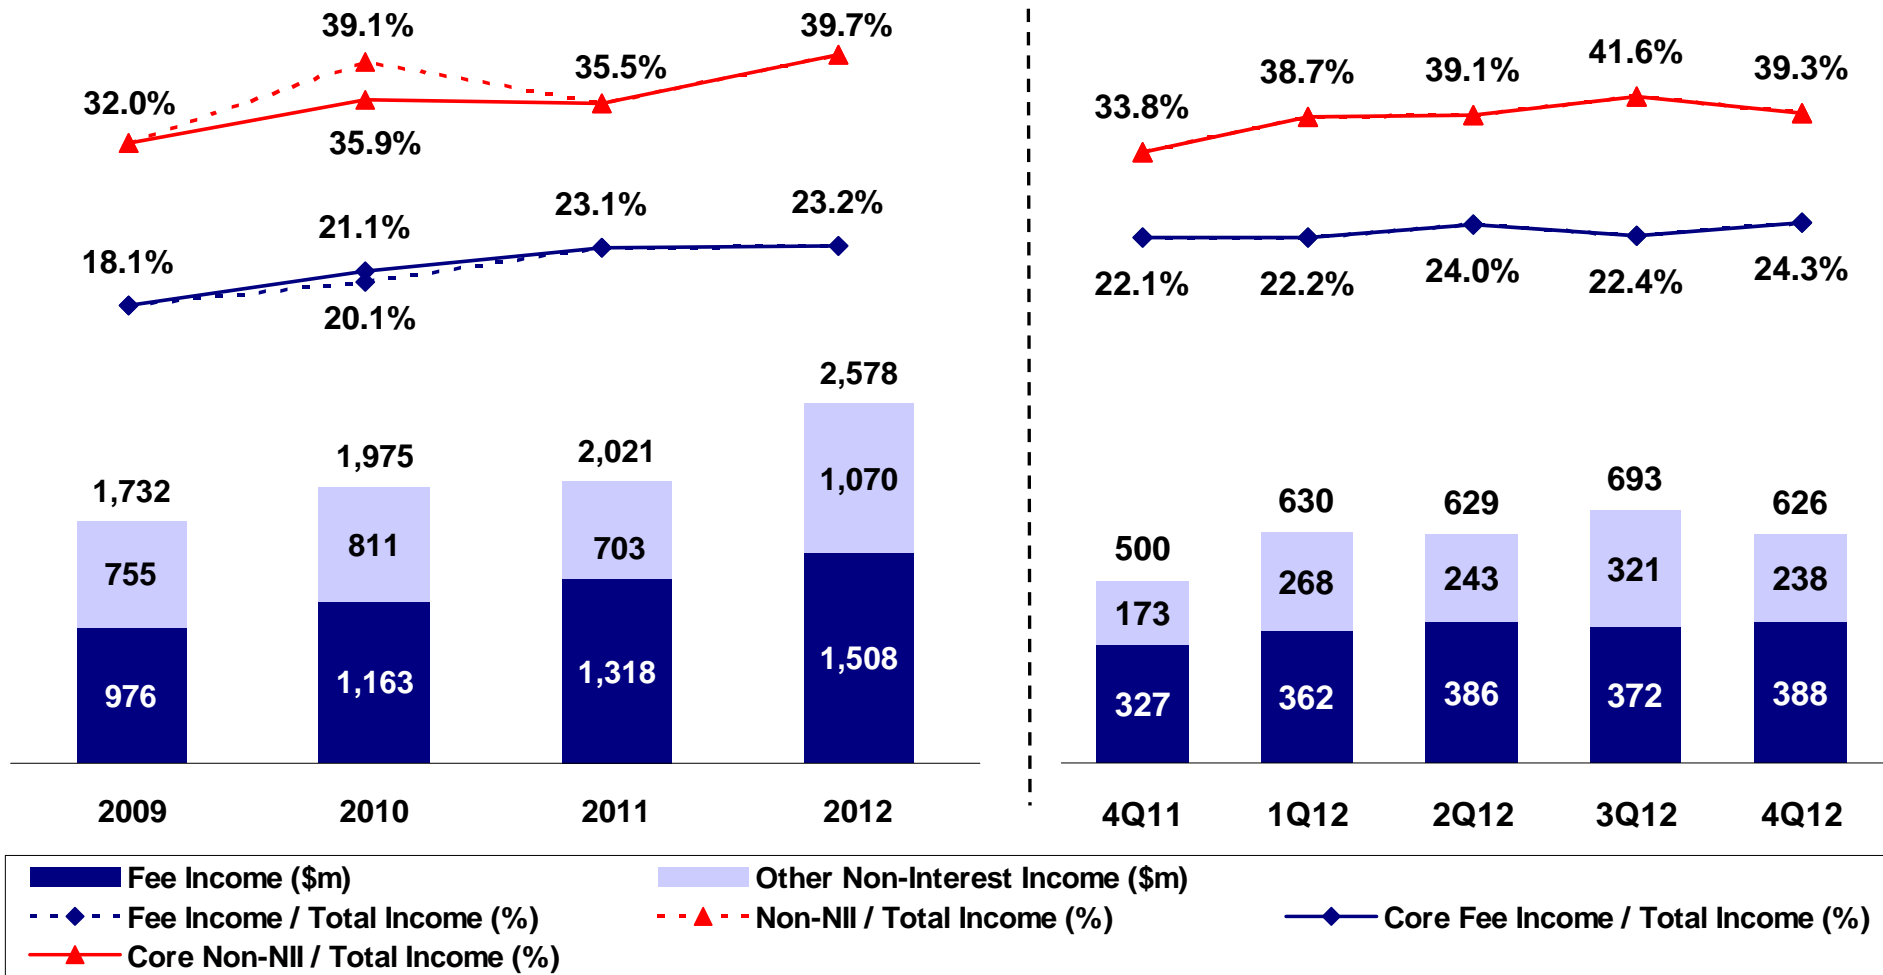 39.1%
39.7%
35.5%
32.0%
35.9%
23.1%
23.2%
21.1%
18.1%
20.1%
2,578
1,975
2,021
1,732
1,070
811
703
755
1,508
1,318
1,163
976
2009 2010 2011 2012
41.6%
38.7% 39.1% 39.3%
33.8%
22.1% 22.2% 24.0% 22.4% 24.3%
693
630 629 626
500
321
268 243 238
173
327 362 386 372 388
4Q11 1Q12 2Q12 3Q12 4Q12
Fee Income ($m) Other Non-Interest Income ($m)
Fee Income / Total Income (%) Non-NII / Total Income (%) Core Fee Income / Total Income (%)
Core Non-NII / Total Income (%)